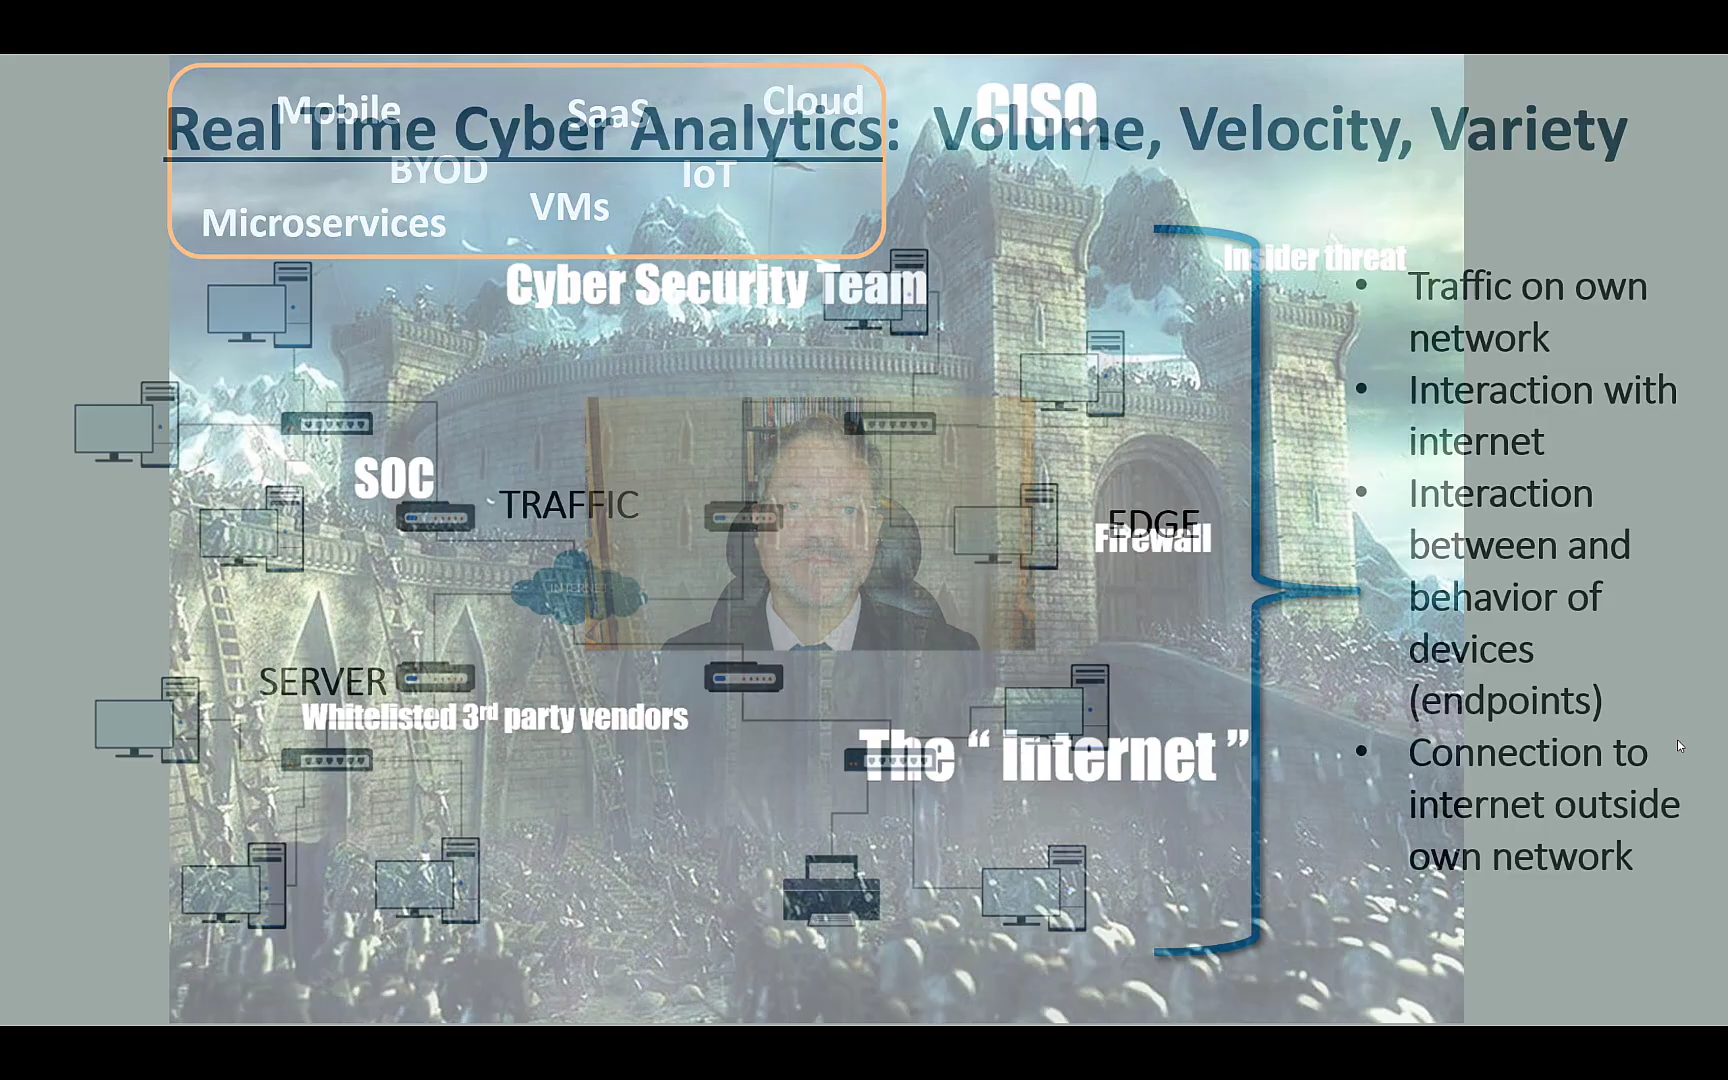 Mobile
SaaS
Cloud
CISO
Real Time Cyber Analytics: Volume, Velocity, Variety
BYOD
IoT
VMs
Microservices
Insider threat
Cyber Security Team
• Traffic on own
network
• Interaction with
internet
• Interaction
between and
behavior of
devices
(endpoints)
• Connection to
internet outside
own network
SOC
TRAFFIC
EDGE
Firewall
INTERNET
SERVER
Whitelisted 3rd party vendors
The “ internet ”